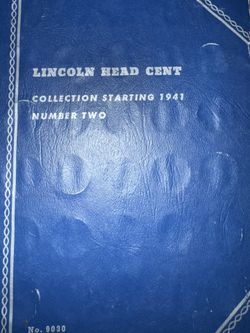 LINCOLN HEAD CENT
COLLECTION STARTING 1941
NUMBER TWO
No. 9030